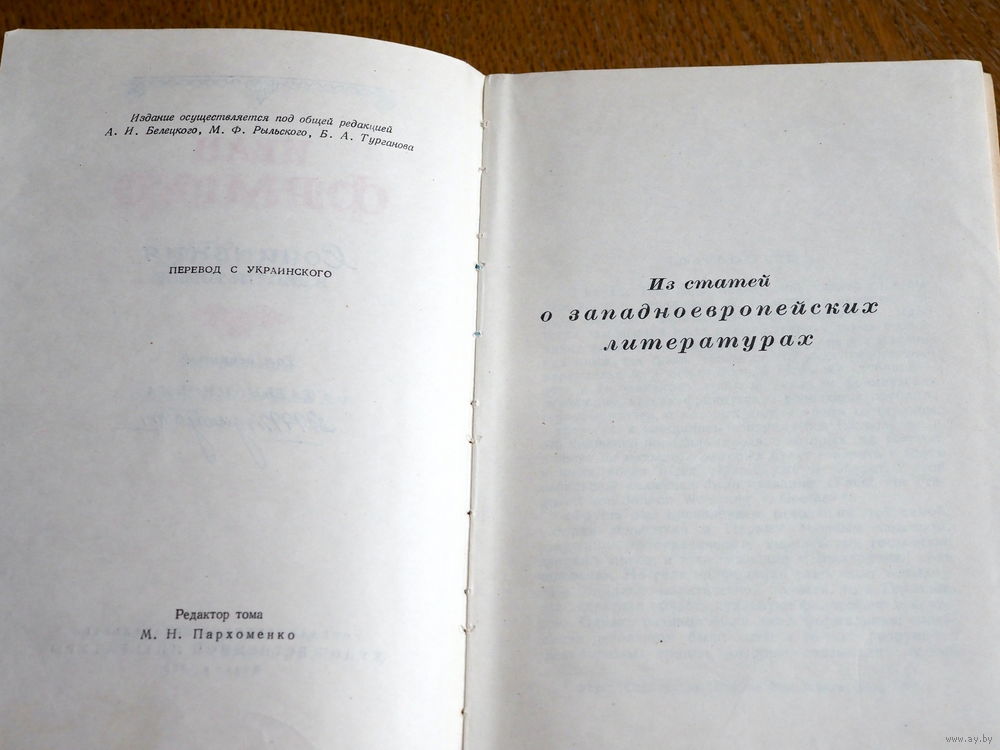 Издание осуществляется под общей редакцией
А. И. Белецкого, М. Ф. Рыльского, Б. А. Турганова
ПЕРЕВОД С УКРАИНСКОГО
Редактор тома
М. Н. Пархоменко
Из статей
о западноевропейских
литературах
www.ay.by